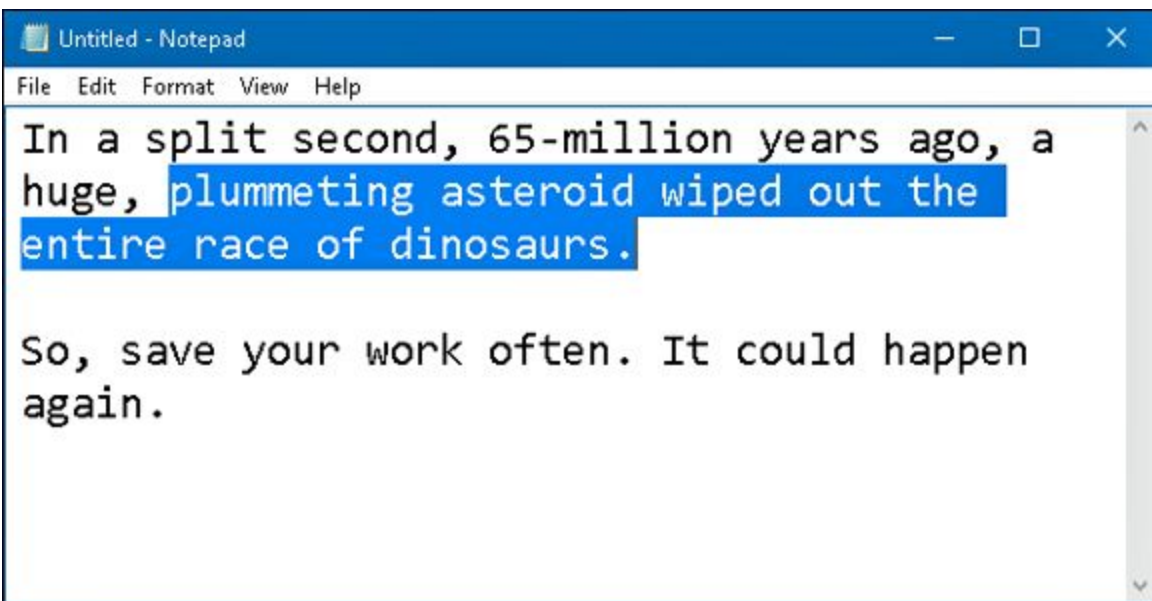 Untitled - Notepad
File Edit Format View Help
In a split second, 65-million years ago, a
huge, plummeting asteroid wiped out the
entire race of dinosaurs.
So, save your work often. It could happen
again.